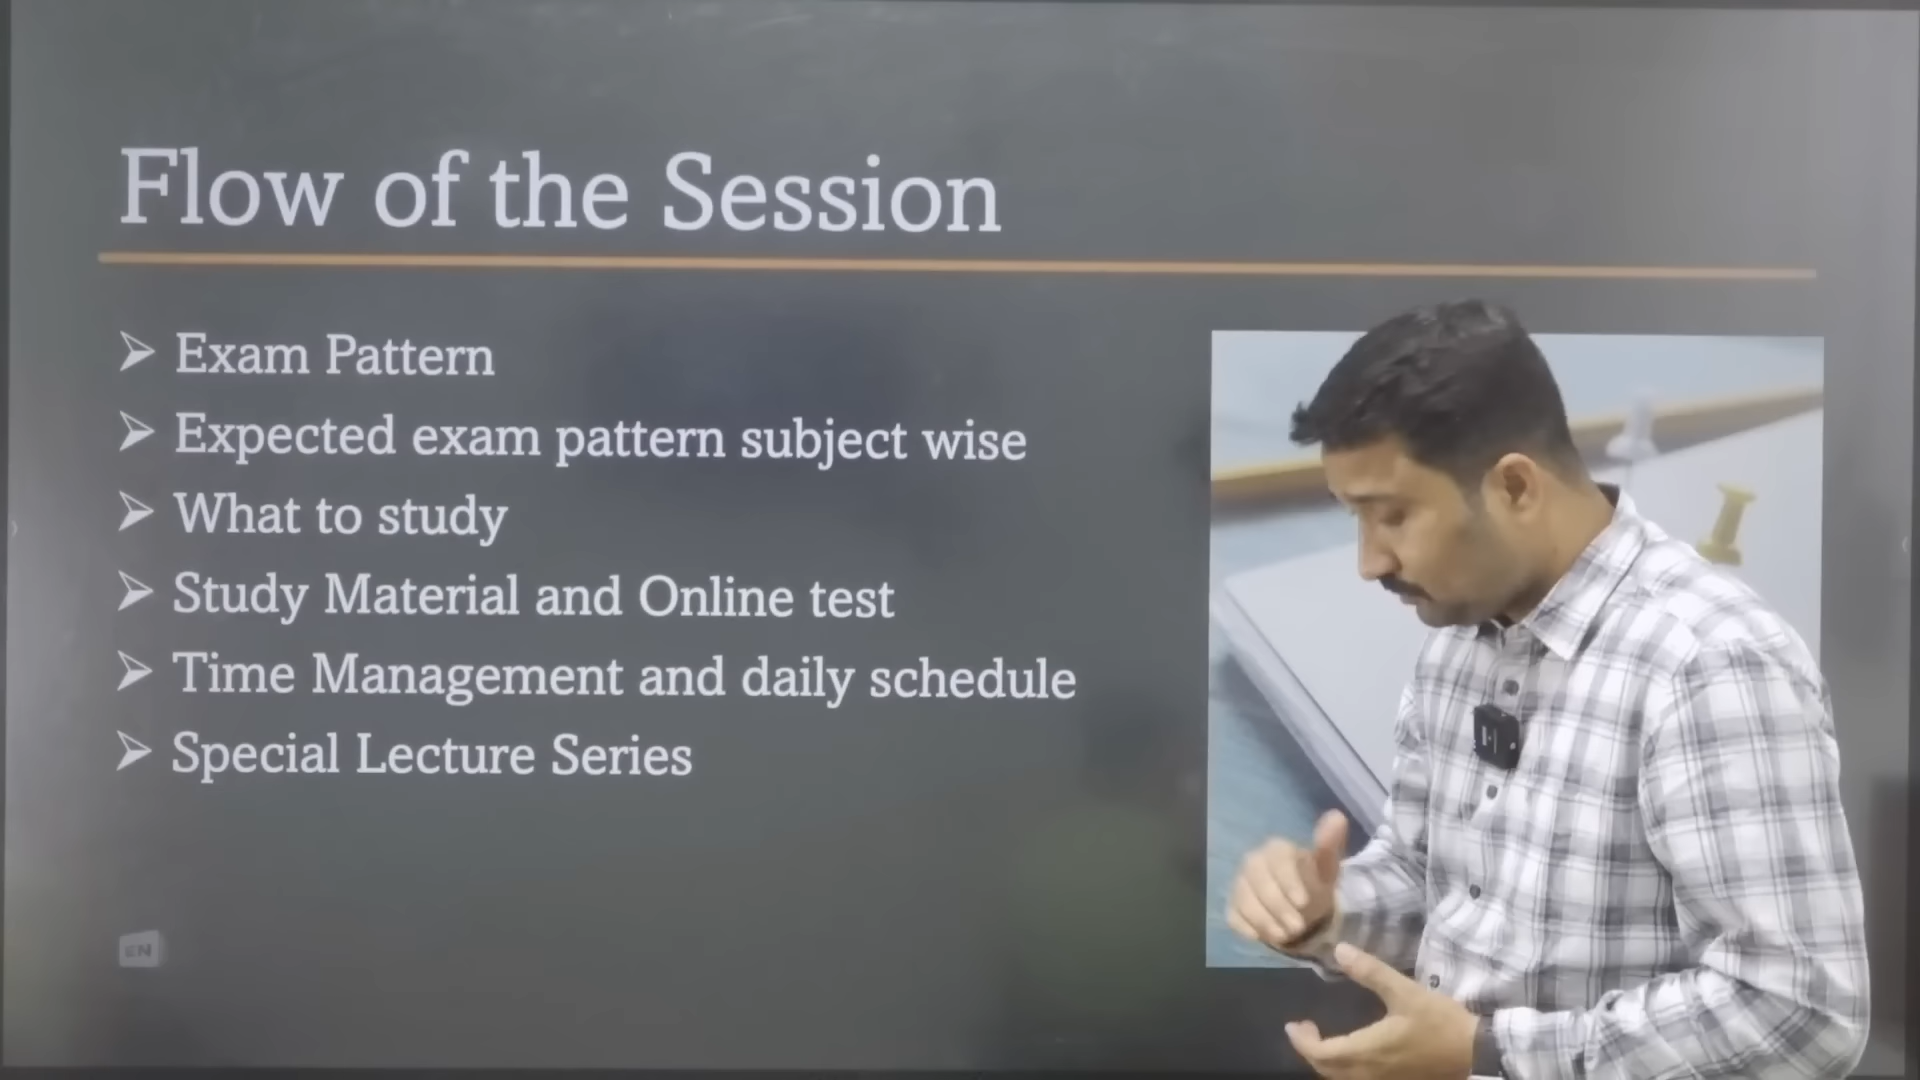 Flow of the Session
Exam Pattern
Expected exam pattern subject wise
What to study
Study Material and Online test
Time Management and daily schedule
Special Lecture Series
EN